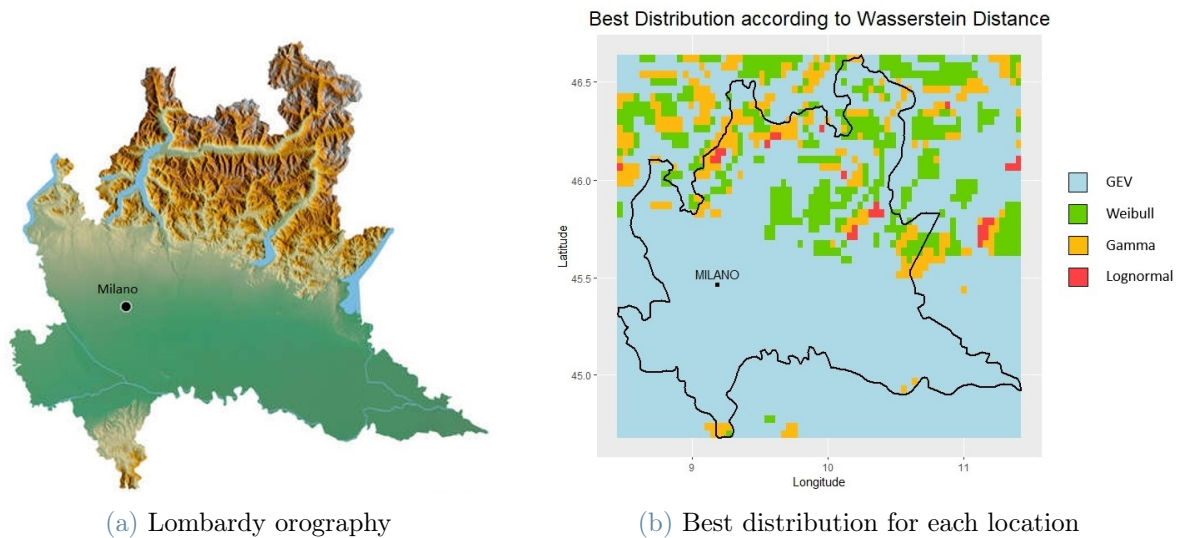 Milano
(a) Lombardy orography
Best Distribution according to Wasserstein Distance
Latitude
46.5
46.0
45.5
45.0
MILANO
9
10
11
Longitude
GEV
Weibull
Gamma
Lognormal
(b) Best distribution for each location